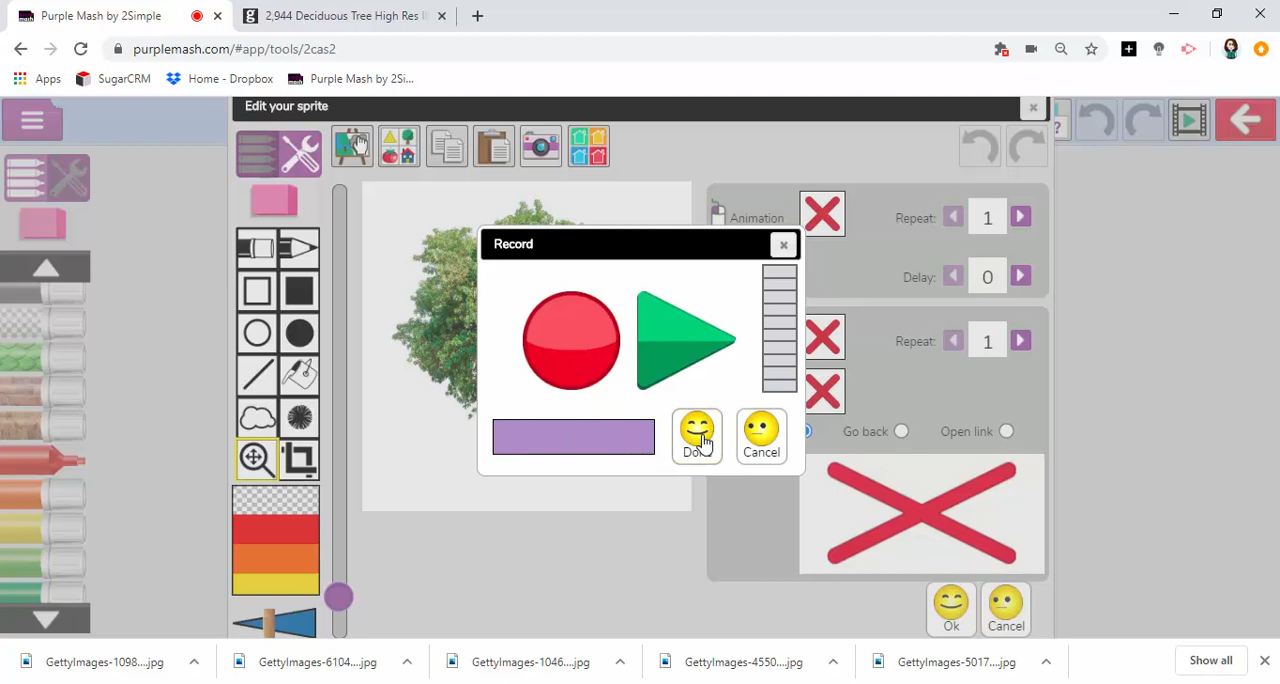 Purple Mash by 2Simple
2,944 Deciduous Tree High Res I
purplemash.com/#app/tools/2cas2
Apps
SugarCRM
Home - Dropbox
Purple Mash by 2Si...
Edit your sprite
Animation
Repeat:
1
Delay:
0
Record
Repeat:
1
Go back
Open link
Cancel
Ok
Cancel
GettyImages-1098....jpg
GettyImages-6104....jpg
GettyImages-1046....jpg
GettyImages-4550....jpg
GettyImages-5017....jpg
Show all